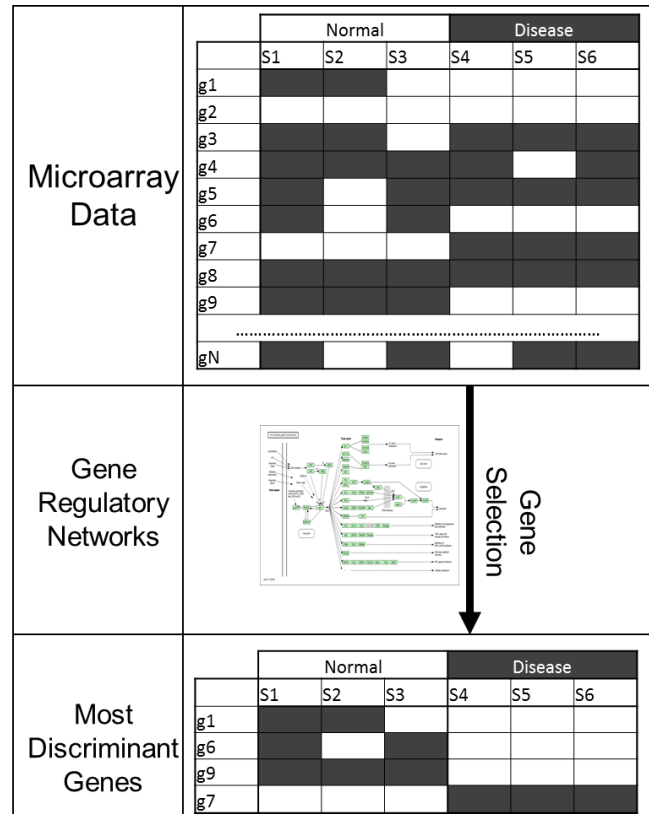 Normal Disease
S1 S2 S3 S4 S5 S6
g1
g2
g3
g4
g5
g6
g7
g8
g9
................................................................
gN
Microarray
Data
Gene
Regulatory
Networks
Gene
Selection
Normal Disease
S1 S2 S3 S4 S5 S6
g1
g6
g9
g7
Most
Discriminant
Genes